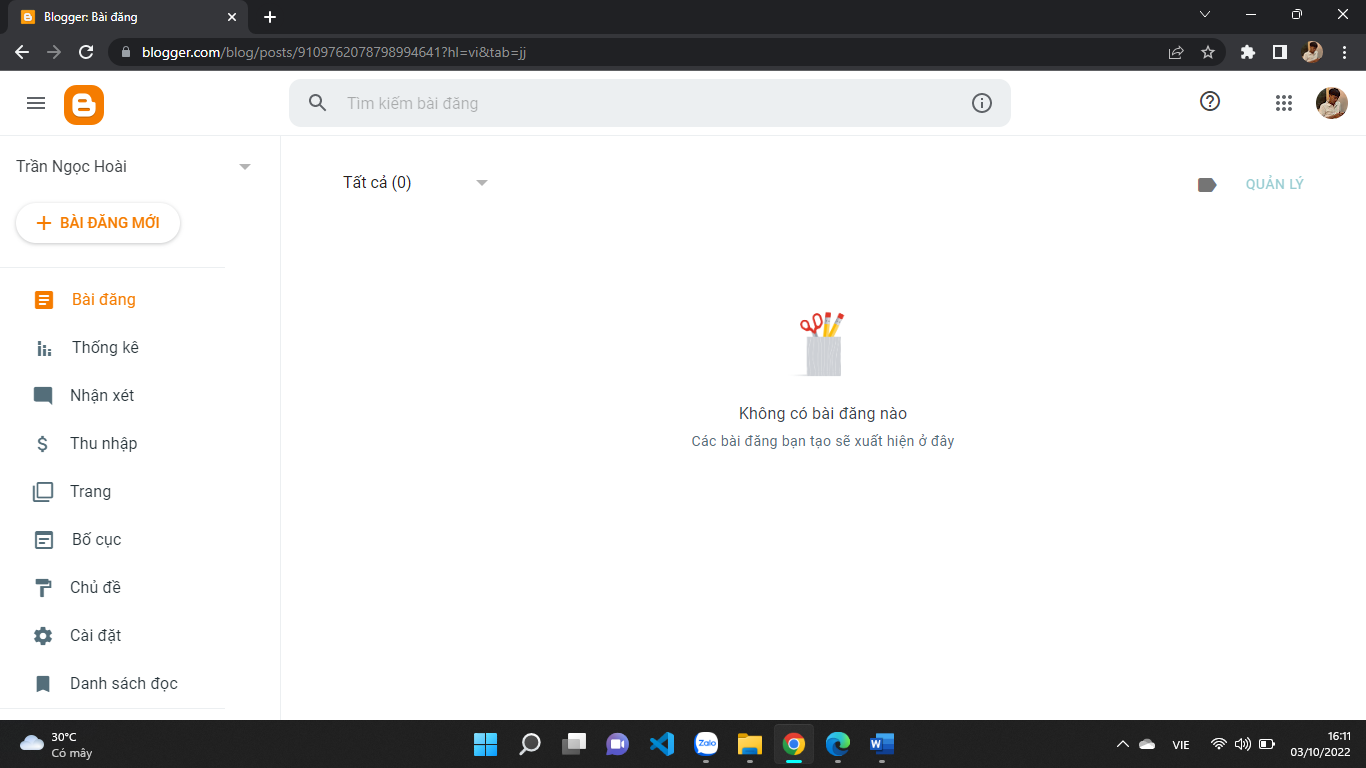 Blogger: Bài đăng
blogger.com/blog/posts/9109762078798994641?hl=vi&tab=jj
Tìm kiếm bài đăng
Trần Ngọc Hoài
Tất cả (0)
QUẢN LÝ
BÀI ĐĂNG MỚI
Bài đăng
Thống kê
Nhận xét
Thu nhập
Trang
Bố cục
Chủ đề
Cài đặt
Danh sách đọc
Không có bài đăng nào
Các bài đăng bạn tạo sẽ xuất hiện ở đây
30°C
Có mây
Zalo
VIE
16:11
03/10/2022